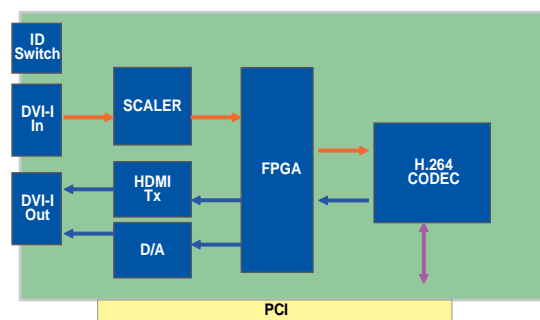 ID
Switch
DVI-I
In
SCALER
FPGA
H.264
CODEC
DVI-I
Out
HDMI
Tx
D/A
PCI